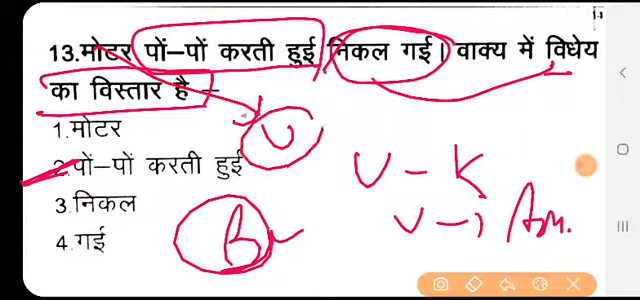 13.मोटर पों-पों करती हुई निकल गई। वाक्य में विधेय
का विस्तार है –
1.मोटर
2.पों-पों करती हुई
3.निकल
4.गई
U
U - K
B